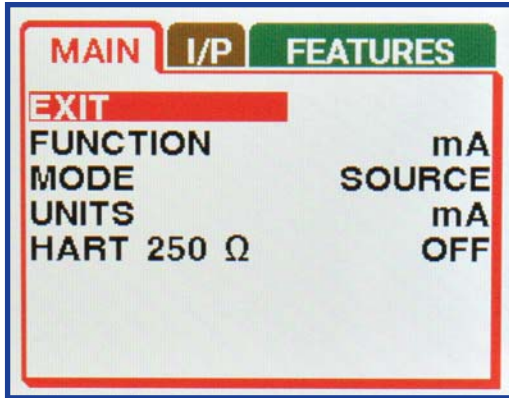 MAIN I/P FEATURES
EXIT
FUNCTION mA
MODE SOURCE
UNITS mA
HART 250 Ω OFF